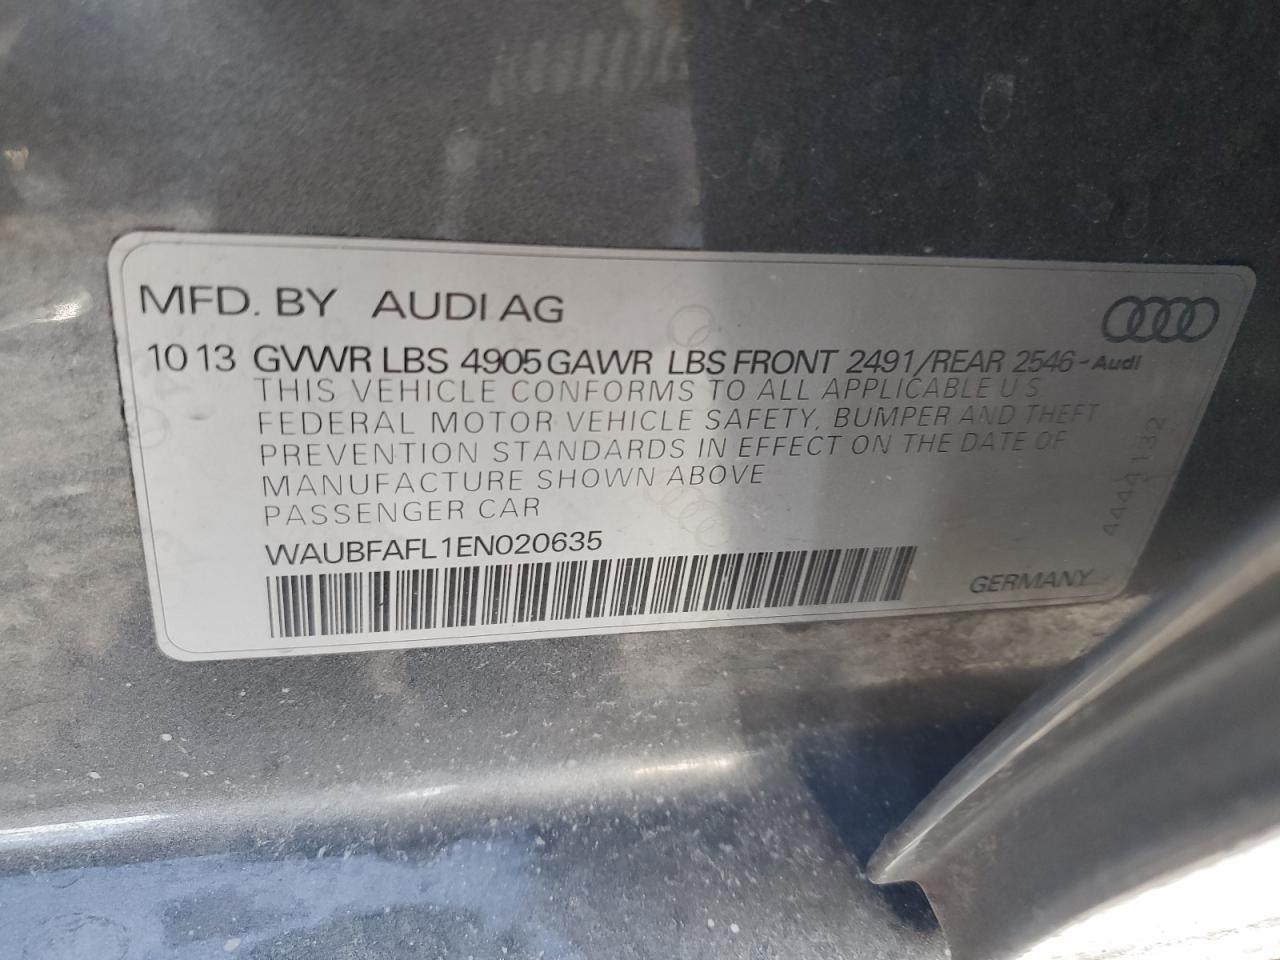 MFD. BY AUDI AG
10 13 GVWR LBS 4905 GAWR LBS FRONT 2491/REAR 2546-Audi
THIS VEHICLE CONFORMS TO ALL APPLICABLE U S
FEDERAL MOTOR VEHICLE SAFETY, BUMPER AND THEFT
PREVENTION STANDARDS IN EFFECT ON THE DATE OF
MANUFACTURE SHOWN ABOVE
PASSENGER CAR
WAUBFAFL1EN020635
GERMANY
4444 132